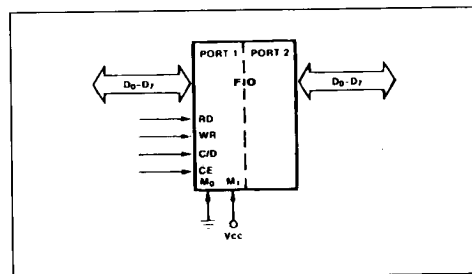 PORT 1 PORT 2
FIO
D₀-D₇
D₀-D₇
RD
WR
C/D
CE
M₀ M₁
Vcc